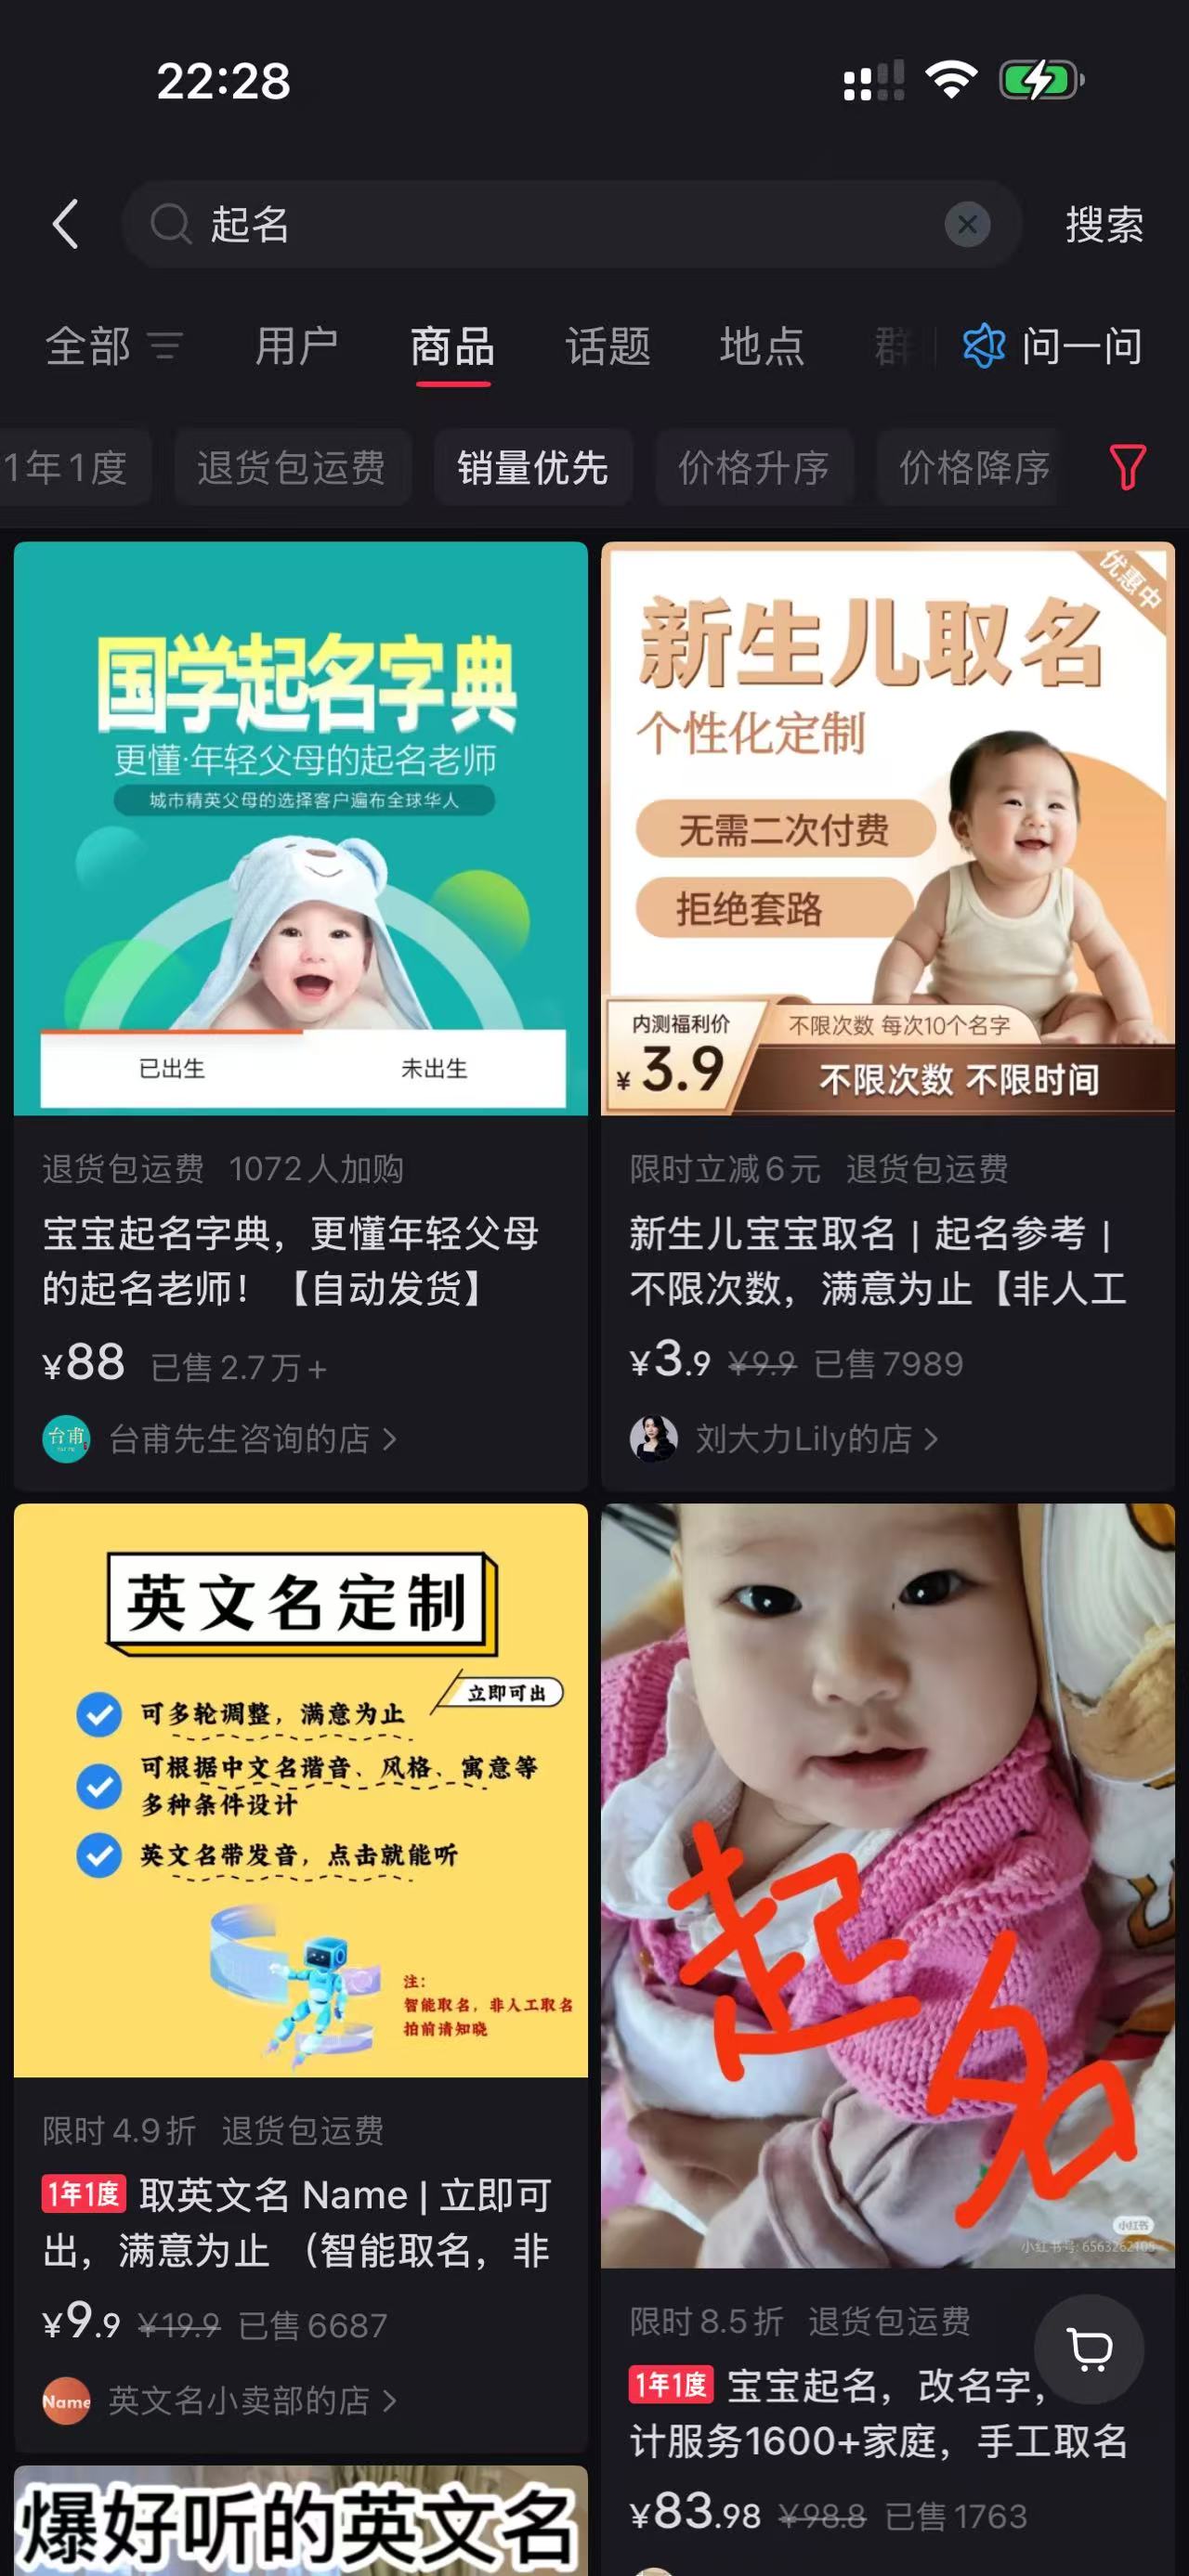 22:28
起名
搜索
全部 用户 商品 话题 地点 群 问一问
1年1度 退货包运费 销量优先 价格升序 价格降序
国学起名字典
更懂·年轻父母的起名老师
城市精英父母的选择客户遍布全球华人
已出生 未出生
退货包运费 1072人加购
宝宝起名字典，更懂年轻父母
的起名老师！【自动发货】
¥88 已售2.7万+
台甫
台甫先生咨询的店
优惠中
新生儿取名
个性化定制
无需二次付费
拒绝套路
内测福利价
¥3.9
不限次数 每次10个名字
不限次数 不限时间
限时立减6元 退货包运费
新生儿宝宝取名 | 起名参考 |
不限次数，满意为止【非人工
¥3.9 ¥9.9 已售7989
刘大力Lily的店
英文名定制
立即可出
可多轮调整，满意为止
可根据中文名谐音、风格、寓意等
多种条件设计
英文名带发音，点击就能听
注：
智能取名，非人工取名
拍前请知晓
限时4.9折 退货包运费
1年1度 取英文名 Name | 立即可
出，满意为止 （智能取名，非
¥9.9 ¥19.9 已售6687
Name
英文名小卖部的店
起名
小红书
小红书号: 6563262105
限时8.5折 退货包运费
1年1度 宝宝起名，改名字，
计服务1600+家庭，手工取名
¥83.98 ¥98.8 已售1763
爆好听的英文名